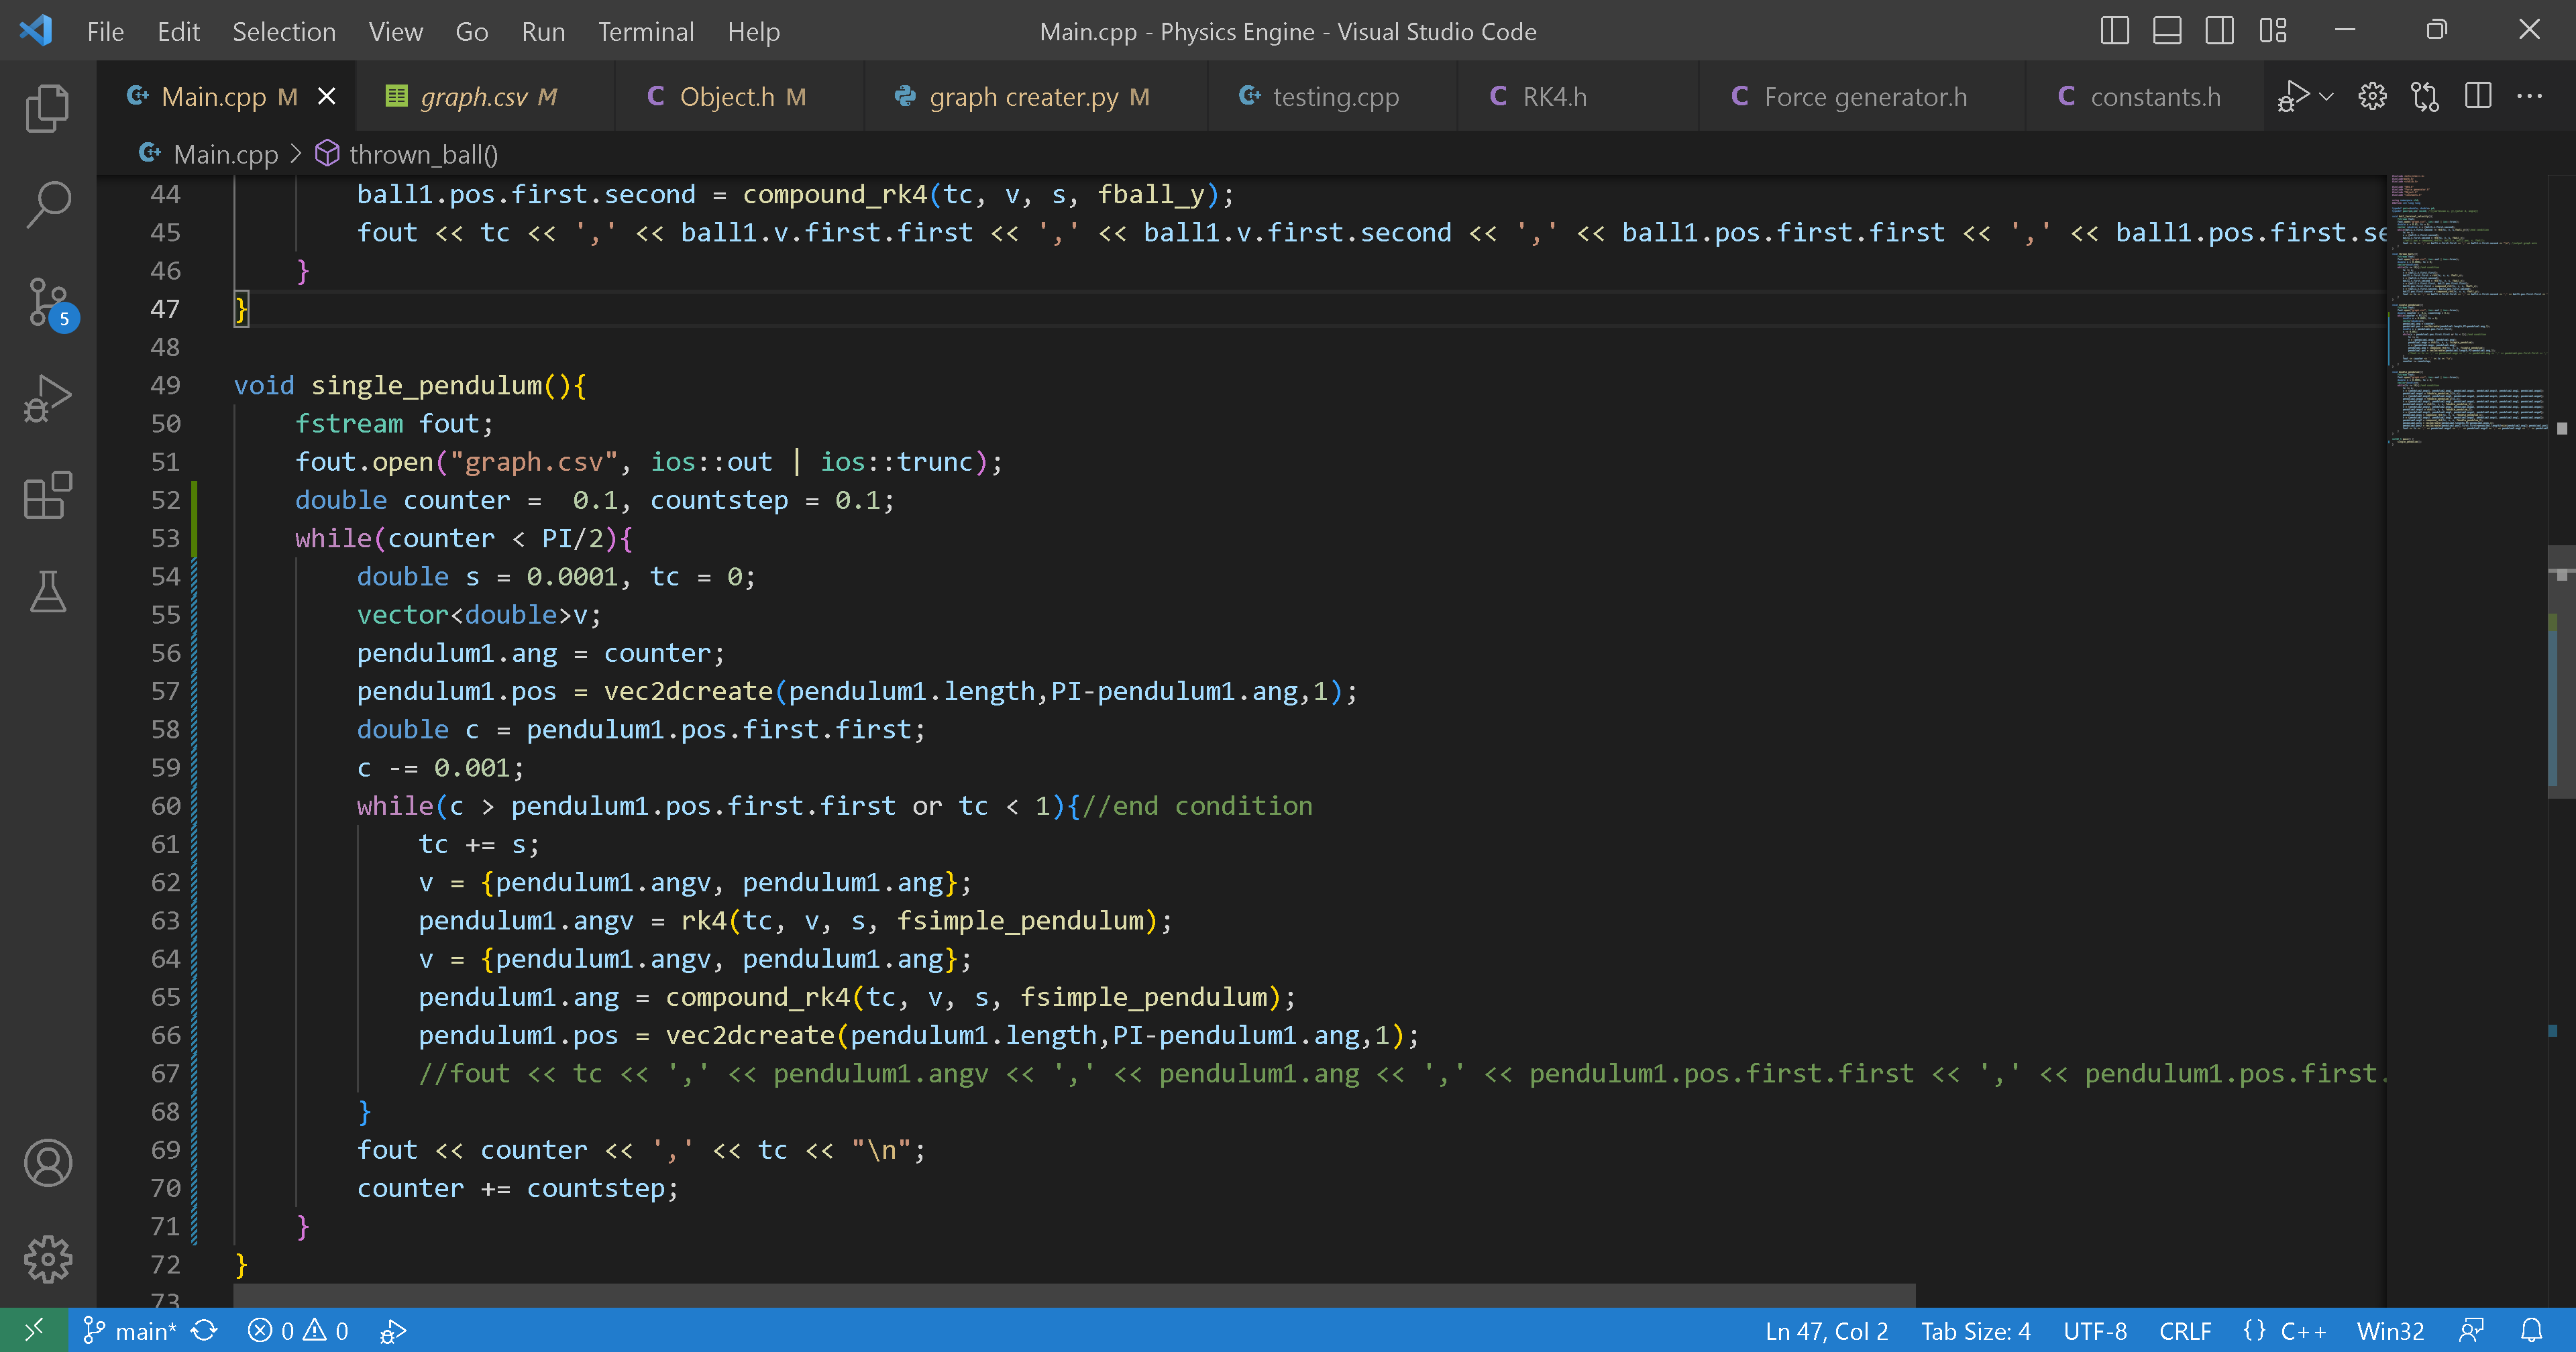 File Edit Selection View Go Run Terminal Help Main.cpp - Physics Engine - Visual Studio Code
Main.cpp M graph.csv M Object.h M graph creater.py M testing.cpp RK4.h Force generator.h constants.h
Main.cpp > thrown_ball()
44 ball1.pos.first.second = compound_rk4(tc, v, s, fball_y);
45 fout << tc << ',' << ball1.v.first.first << ',' << ball1.v.first.second << ',' << ball1.pos.first.first << ',' << ball1.pos.first.se
46 }
47 }
48
49 void single_pendulum(){
50 fstream fout;
51 fout.open("graph.csv", ios::out | ios::trunc);
52 double counter =  0.1, countstep = 0.1;
53 while(counter < PI/2){
54 double s = 0.0001, tc = 0;
55 vector<double>v;
56 pendulum1.ang = counter;
57 pendulum1.pos = vec2dcreate(pendulum1.length,PI-pendulum1.ang,1);
58 double c = pendulum1.pos.first.first;
59 c -= 0.001;
60 while(c > pendulum1.pos.first.first or tc < 1){//end condition
61 tc += s;
62 v = {pendulum1.angv, pendulum1.ang};
63 pendulum1.angv = rk4(tc, v, s, fsimple_pendulum);
64 v = {pendulum1.angv, pendulum1.ang};
65 pendulum1.ang = compound_rk4(tc, v, s, fsimple_pendulum);
66 pendulum1.pos = vec2dcreate(pendulum1.length,PI-pendulum1.ang,1);
67 //fout << tc << ',' << pendulum1.angv << ',' << pendulum1.ang << ',' << pendulum1.pos.first.first << ',' << pendulum1.pos.first.
68 }
69 fout << counter << ',' << tc << "\n";
70 counter += countstep;
71 }
72 }
73
5
main* 0 0 Ln 47, Col 2 Tab Size: 4 UTF-8 CRLF {} C++ Win32